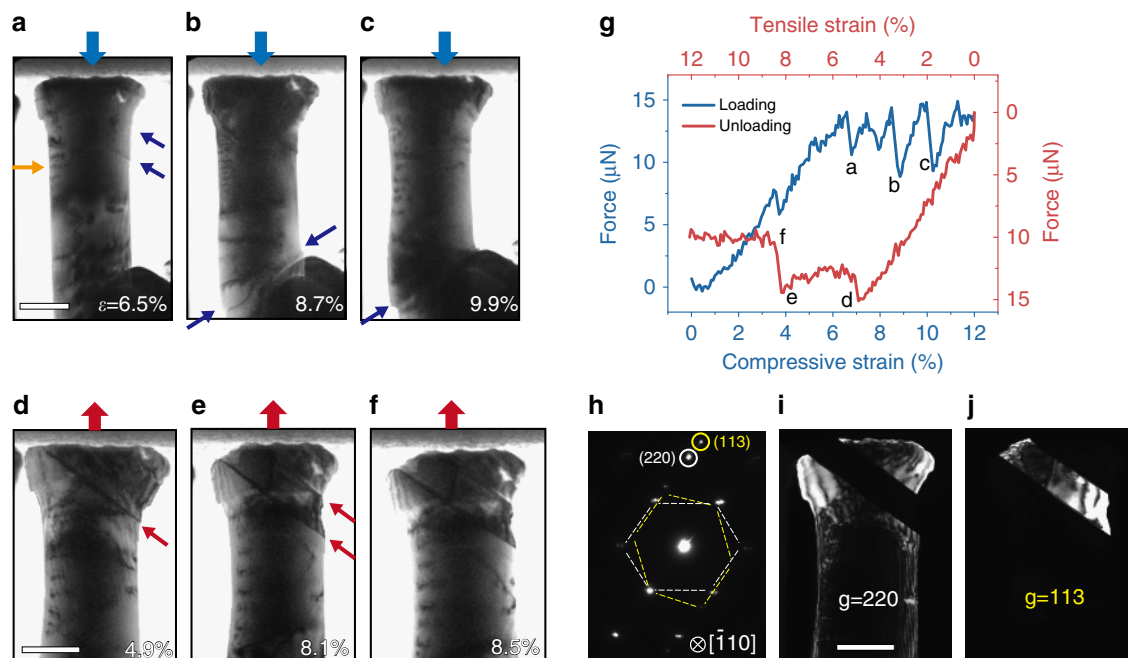 a
b
c
ε=6.5%
8.7%
9.9%
g
Tensile strain (%)
12 10 8 6 4 2 0
Loading
Unloading
15
10
5
0
Force (μN)
0
5
10
15
Force (μN)
a
b
c
f
e
d
0 2 4 6 8 10 12
Compressive strain (%)
d
e
f
4.9%
8.1%
8.5%
h
i
j
(113)
(220)
⊗[1̄10]
g=220
g=113